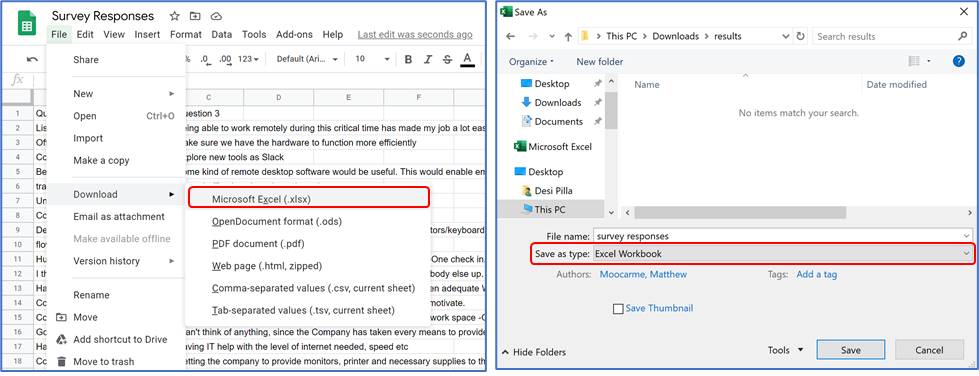 Survey Responses
File Edit View Insert Format Data Tools Add-ons Help Last edit was seconds ago
Share % .0 .00 123 Default (Ari... 10 B I S A
fx
C D E F
New
Open Ctrl+O
Import
Make a copy
Download
Email as attachment
Make available offline
Version history
Rename
Move
Add shortcut to Drive
Move to trash
Microsoft Excel (.xlsx)
OpenDocument format (.ods)
PDF document (.pdf)
Web page (.html, zipped)
Comma-separated values (.csv, current sheet)
Tab-separated values (.tsv, current sheet)
1 Qu uestion 3
2 Lis ing able to work remotely during this critical time has made my job a lot eas
3 Off ake sure we have the hardware to function more efficiently
4 Co xplore new tools as Slack
5 Be ome kind of remote desktop software would be useful. This would enable em
6 tra
7 Un
8 Co
9 De tors/keyboard
10 flov
11 Hu One check in.
12 I th body else up.
13 Ha en adequate W
14 Pro motivate.
15 Ha work space -C
16 Go an't think of anything, since the Company has taken every means to provide
17 Ha aving IT help with the level of internet needed, speed etc
18 Co etting the company to provide monitors, printer and necessary supplies to th
Save As
This PC Downloads results Search results
Organize New folder
Desktop
Downloads
Documents
Microsoft Excel
Desktop
Desi Pilla
This PC
Name Date modified
No items match your search.
File name: survey responses
Save as type: Excel Workbook
Authors: Moocarme, Matthew Tags: Add a tag
Save Thumbnail
Hide Folders Tools Save Cancel